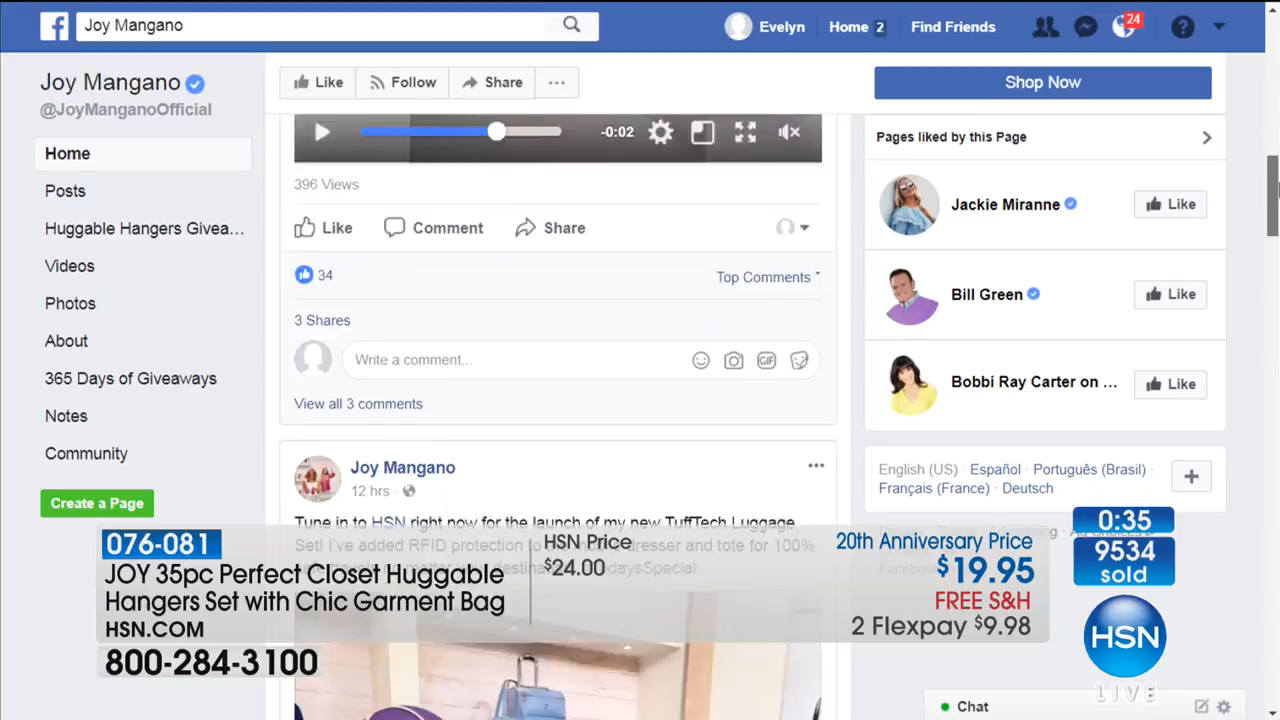 Joy Mangano
Evelyn
Home 2
Find Friends
24
Joy Mangano
@JoyManganoOfficial
Like
Follow
Share
Shop Now
Home
Posts
Huggable Hangers Givea...
Videos
Photos
About
365 Days of Giveaways
Notes
Community
Create a Page
-0:02
396 Views
Like
Comment
Share
34
Top Comments
3 Shares
Write a comment...
GIF
View all 3 comments
Joy Mangano
12 hrs
Tune in to HSN right now for the launch of my new TuffTech Luggage
Set! I've added RFID protection to
dresser and tote for 100%
Pages liked by this Page
Jackie Miranne
Like
Bill Green
Like
Bobbi Ray Carter on ...
Like
English (US) · Español · Português (Brasil) ·
Français (France) · Deutsch
076-081
JOY 35pc Perfect Closet Huggable
Hangers Set with Chic Garment Bag
HSN.COM
800-284-3100
HSN Price
$24.00
20th Anniversary Price
$19.95
FREE S&H
2 Flexpay $9.98
0:35
9534
sold
HSN
LIVE
Chat